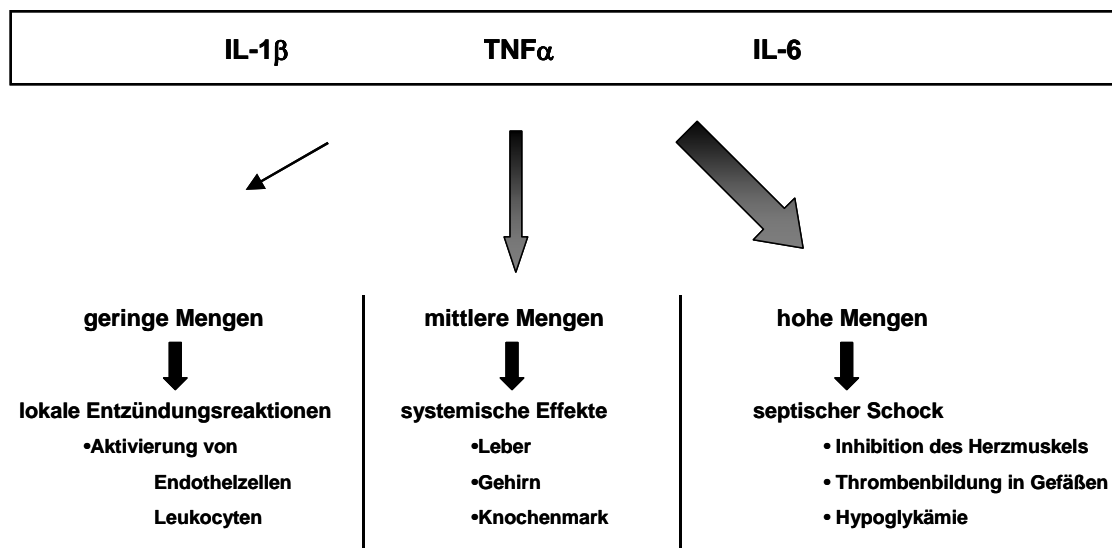 IL-1β TNFα IL-6
geringe Mengen
lokale Entzündungsreaktionen
•Aktivierung von
Endothelzellen
Leukocyten
mittlere Mengen
systemische Effekte
•Leber
•Gehirn
•Knochenmark
hohe Mengen
septischer Schock
• Inhibition des Herzmuskels
• Thrombenbildung in Gefäßen
• Hypoglykämie